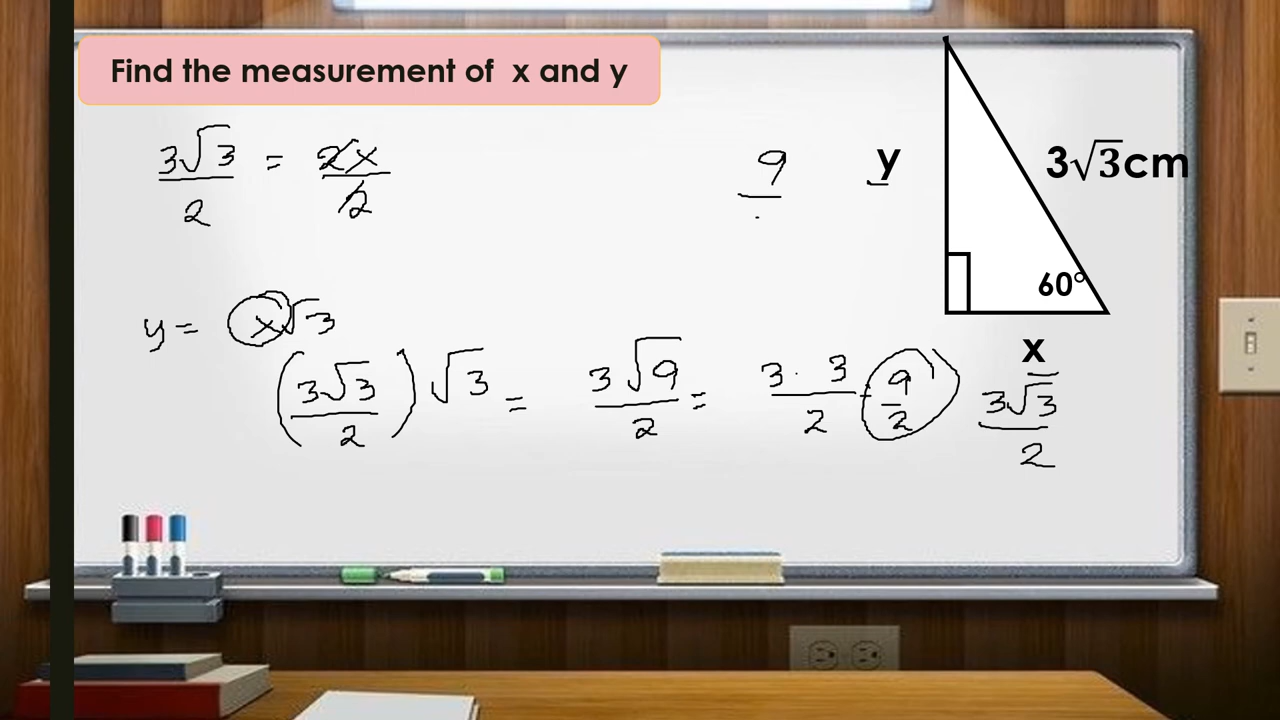 Find the measurement of x and y
3√3 / 2 = 2x / 2
9
y
3√3cm
60°
x
y = x√3
(3√3 / 2) √3 = 3√9 / 2 = 3 · 3 / 2 = 9 / 2
3√3 / 2